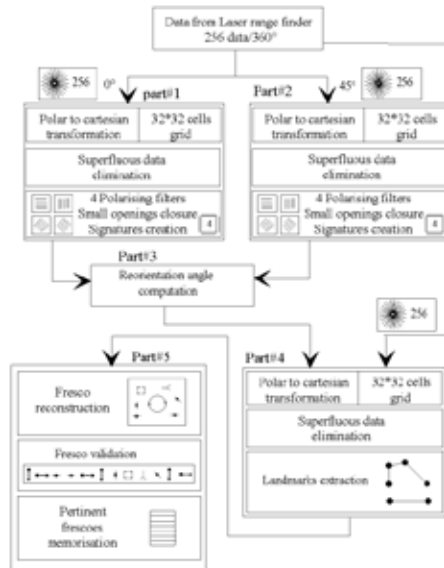 Data from Laser range finder
256 data/360°
256
0°
part#1
Part#2
45°
256
Polar to cartesian
transformation
32*32 cells
grid
Polar to cartesian
transformation
32*32 cells
grid
Superfluous data
elimination
Superfluous data
elimination
4 Polarising filters
Small openings closure
Signatures creation
4
4 Polarising filters
Small openings closure
Signatures creation
4
Part#3
Reorientation angle
computation
256
Part#5
Part#4
Fresco
reconstruction
Polar to cartesian
transformation
32*32 cells
grid
Superfluous data
elimination
Fresco validation
Landmarks extraction
Pertinent
frescoes
memorisation